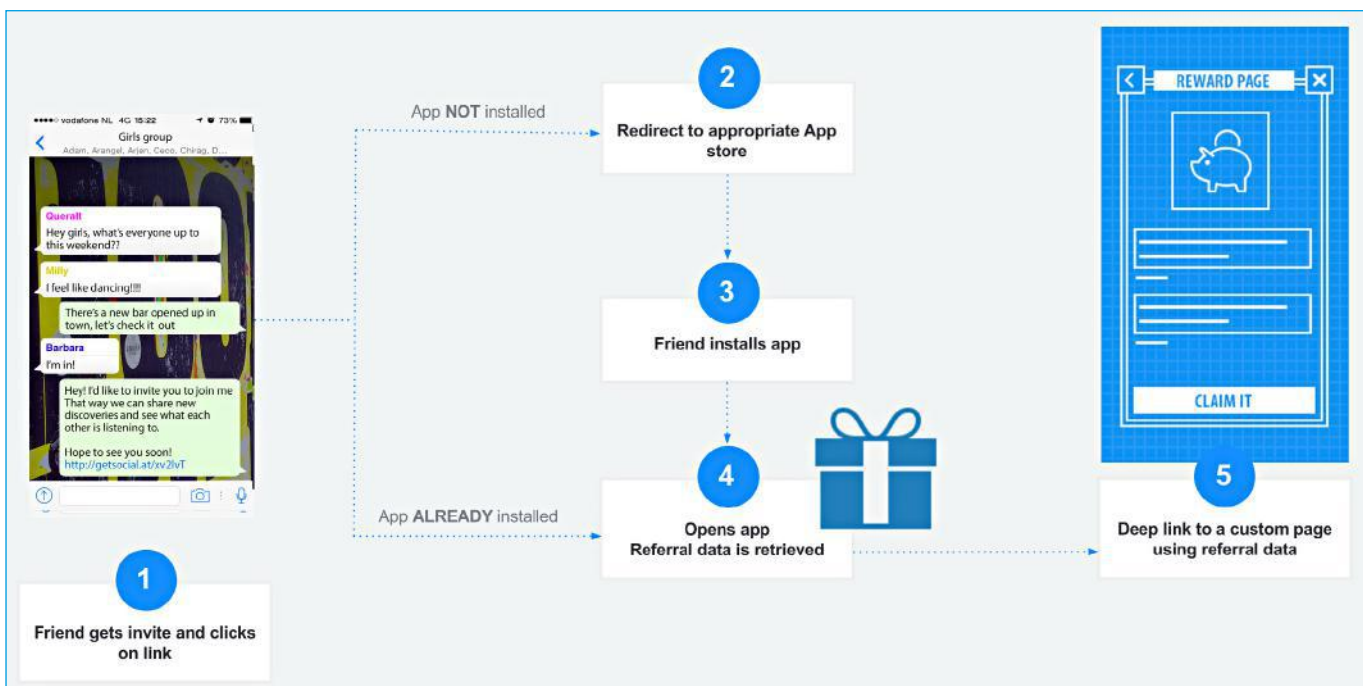 ●●●●○ vodafone NL 4G 15:22 73%
Girls group
Adam, Arangel, Arjen, Ceco, Chirag, D...
Queralt
Hey girls, what's everyone up to
this weekend??
Milly
I feel like dancing!!!!
There's a new bar opened up in
town, let's check it out
Barbara
I'm in!
Hey! I'd like to invite you to join me
That way we can share new
discoveries and see what each
other is listening to.
Hope to see you soon!
http://getsocial.at/xv2lvT
1
Friend gets invite and clicks
on link
App NOT installed
2
Redirect to appropriate App
store
3
Friend installs app
App ALREADY installed
4
Opens app
Referral data is retrieved
REWARD PAGE
CLAIM IT
5
Deep link to a custom page
using referral data